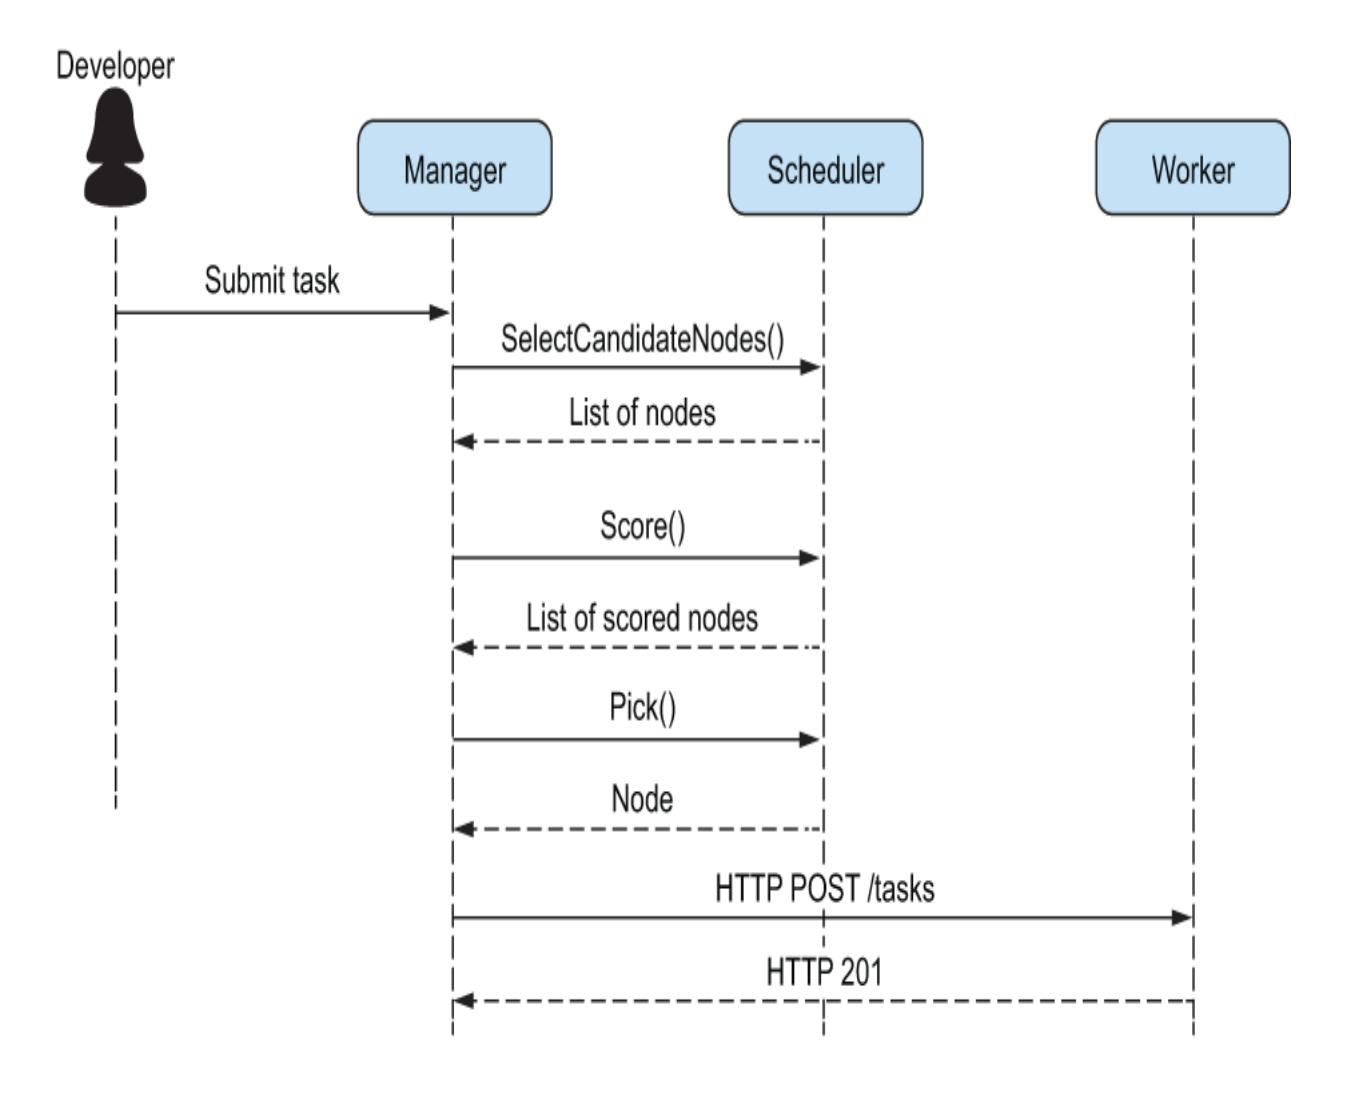 Developer
Manager
Scheduler
Worker
Submit task
SelectCandidateNodes()
List of nodes
Score()
List of scored nodes
Pick()
Node
HTTP POST /tasks
HTTP 201